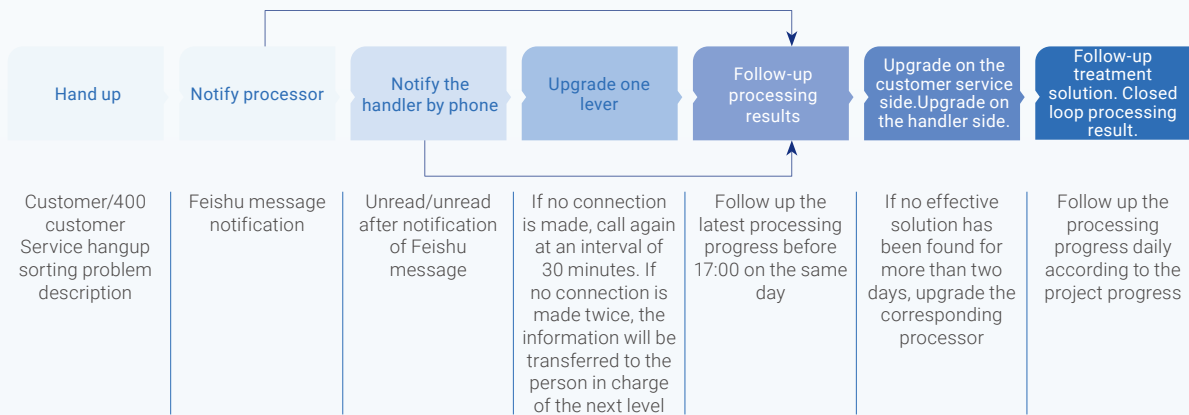 Hand up
Notify processor
Notify the
handler by phone
Upgrade one
lever
Follow-up
processing
results
Upgrade on the
customer service
side.Upgrade on
the handler side.
Follow-up
treatment
solution. Closed
loop processing
result.
Customer/400
customer
Service hangup
sorting problem
description
Feishu message
notification
Unread/unread
after notification
of Feishu
message
If no connection
is made, call again
at an interval of
30 minutes. If
no connection is
made twice, the
information will be
transferred to the
person in charge
of the next level
Follow up the
latest processing
progress before
17:00 on the same
day
If no effective
solution has
been found for
more than two
days, upgrade the
corresponding
processor
Follow up the
processing
progress daily
according to the
project progress